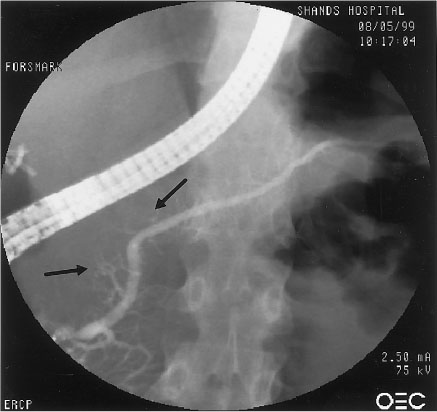 SHANDS HOSPITAL
08/05/99
10:17:04
FORSMARK
2.50 mA
75 kV
ERCP
OEC